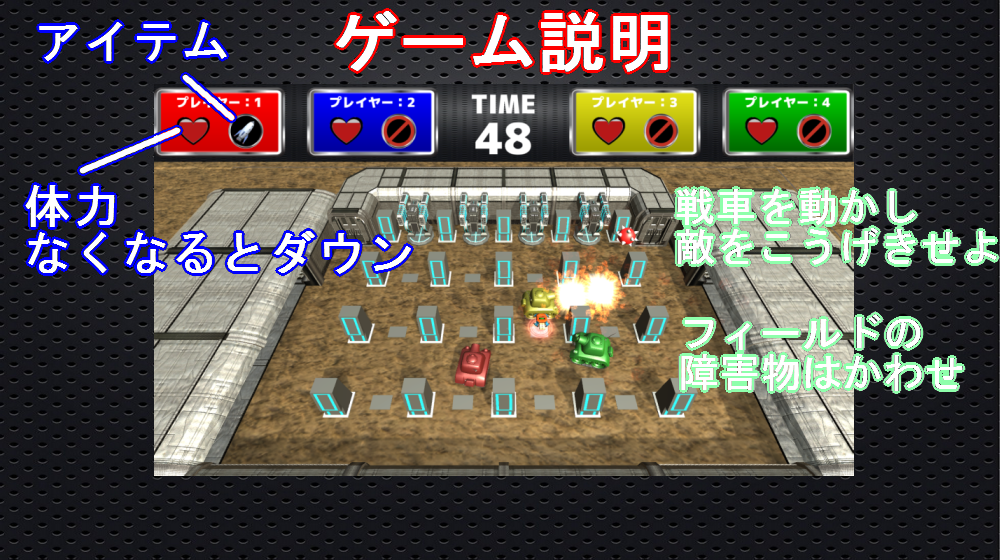 ゲーム説明
アイテム
プレイヤー：1
プレイヤー：2
TIME
48
プレイヤー：3
プレイヤー：4
体力
なくなるとダウン
戦車を動かし
敵をこうげきせよ
フィールドの
障害物はかわせ